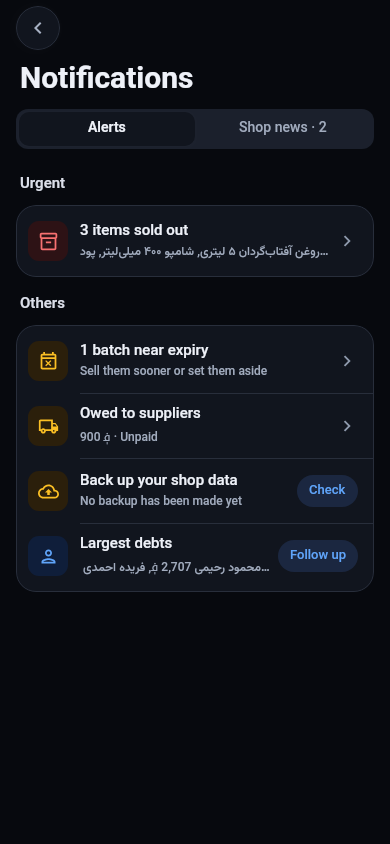 Notifications
Alerts
Shop news · 2
Urgent
3 items sold out
روغن آفتاب‌گردان ۵ لیتری, شامپو ۴۰۰ میلی‌لیتر, پود...
Others
1 batch near expiry
Sell them sooner or set them aside
Owed to suppliers
900 ؋ · Unpaid
Back up your shop data
No backup has been made yet
Check
Largest debts
محمود رحیمی 2,707 ؋, فریده احمدی...
Follow up